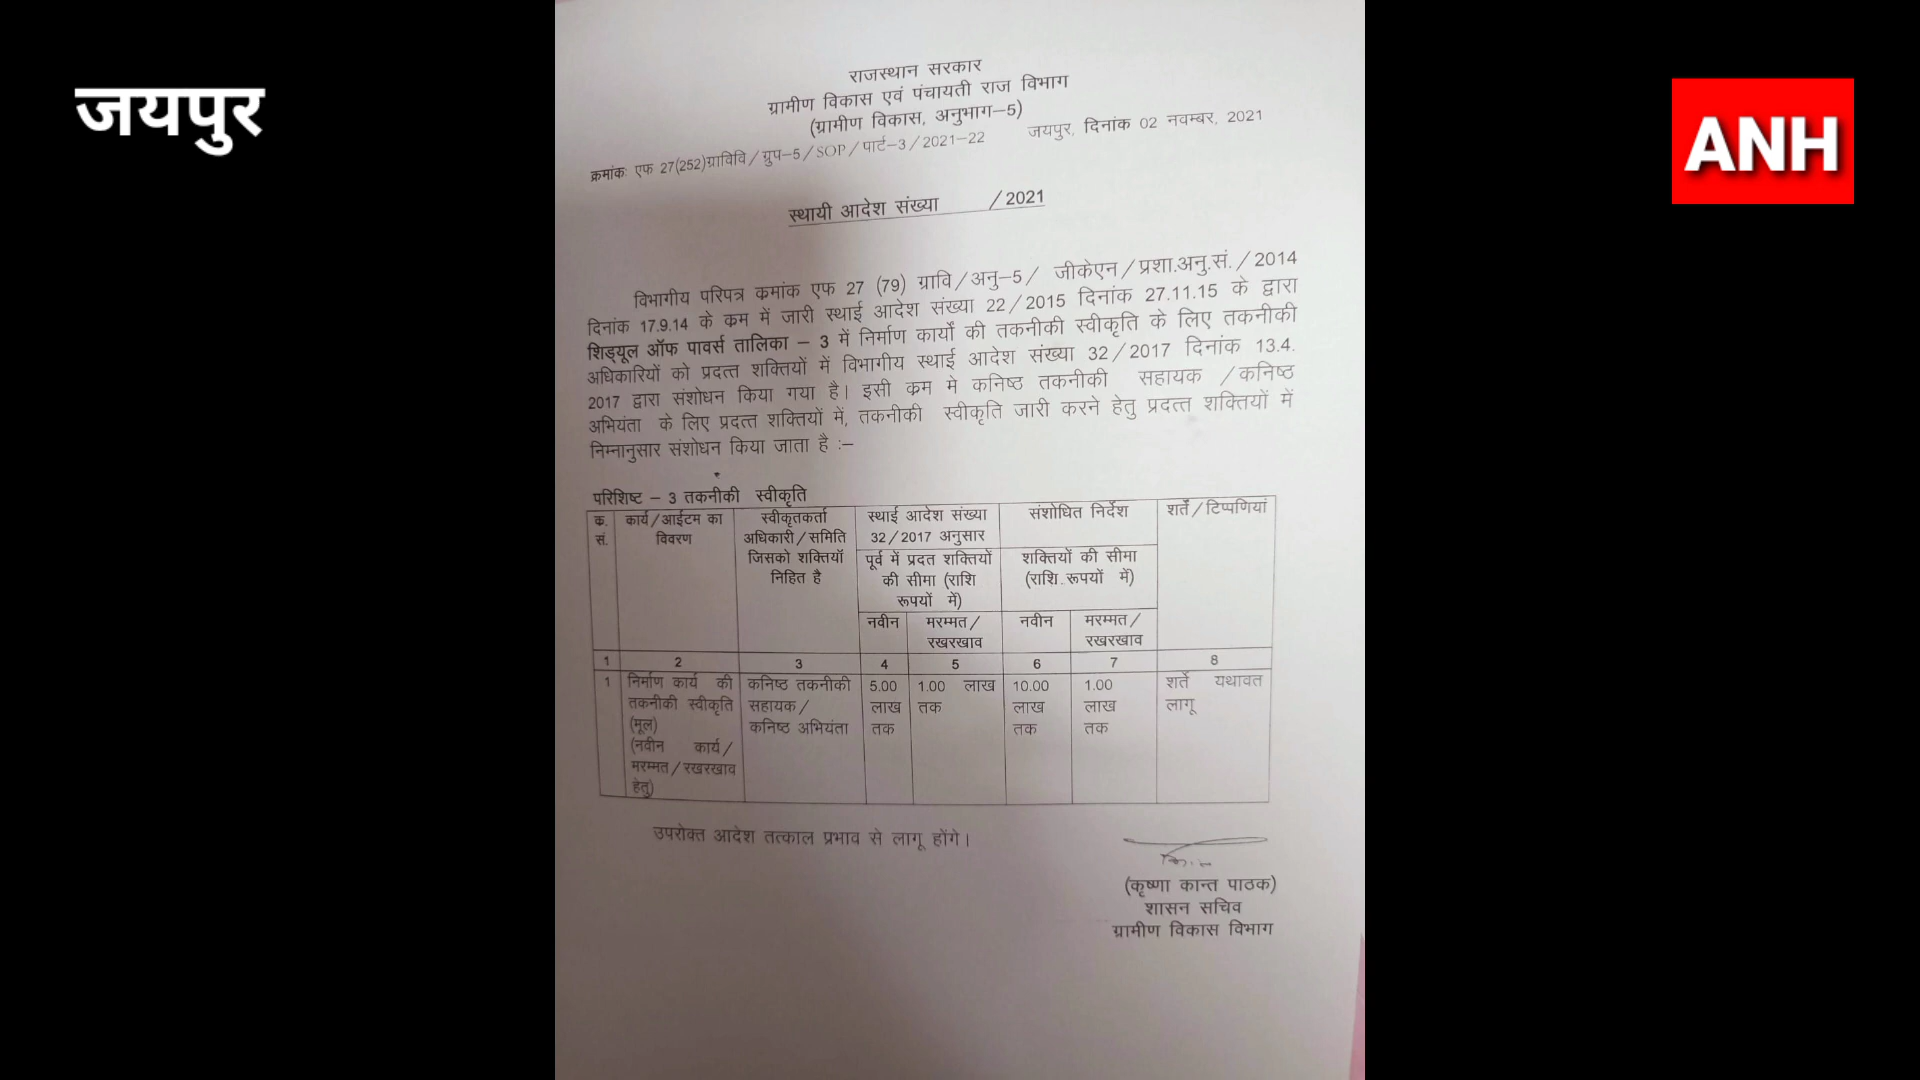 जयपुर
ANH
राजस्थान सरकार
ग्रामीण विकास एवं पंचायती राज विभाग
(ग्रामीण विकास, अनुभाग–5)
क्रमांकः एफ 27(252)ग्राविवि/ग्रुप–5/SOP/पार्ट–3/2021–22 जयपुर, दिनांक 02 नवम्बर, 2021
स्थायी आदेश संख्या /2021
विभागीय परिपत्र क्रमांक एफ 27 (79) ग्रावि/अनु–5/ जीकेएन/प्रशा.अनु.सं./2014
दिनांक 17.9.14 के क्रम में जारी स्थाई आदेश संख्या 22/2015 दिनांक 27.11.15 के द्वारा
शिड्यूल ऑफ पावर्स तालिका – 3 में निर्माण कार्यों की तकनीकी स्वीकृति के लिए तकनीकी
अधिकारियों को प्रदत्त शक्तियों में विभागीय स्थाई आदेश संख्या 32/2017 दिनांक 13.4.
2017 द्वारा संशोधन किया गया है। इसी क्रम मे कनिष्ठ तकनीकी सहायक /कनिष्ठ
अभियंता के लिए प्रदत्त शक्तियों में, तकनीकी स्वीकृति जारी करने हेतु प्रदत्त शक्तियों में
निम्नानुसार संशोधन किया जाता है :–
परिशिष्ट – 3 तकनीकी स्वीकृति
क्र. सं.
कार्य/आईटम का विवरण
स्वीकृतकर्ता अधिकारी/समिति जिसको शक्तियॉ निहित है
स्थाई आदेश संख्या 32/2017 अनुसार
संशोधित निर्देश
शर्तें/टिप्पणियां
पूर्व में प्रदत शक्तियों की सीमा (राशि रूपयों में)
शक्तियों की सीमा (राशि रूपयों में)
नवीन
मरम्मत/ रखरखाव
नवीन
मरम्मत/ रखरखाव
1 2 3 4 5 6 7 8
1
निर्माण कार्य की तकनीकी स्वीकृति (मूल) (नवीन कार्य/ मरम्मत/रखरखाव हेतु)
कनिष्ठ तकनीकी सहायक/ कनिष्ठ अभियंता
5.00 लाख तक
1.00 लाख तक
10.00 लाख तक
1.00 लाख तक
शर्ते यथावत लागू
उपरोक्त आदेश तत्काल प्रभाव से लागू होंगे।
(कृष्णा कान्त पाठक)
शासन सचिव
ग्रामीण विकास विभाग